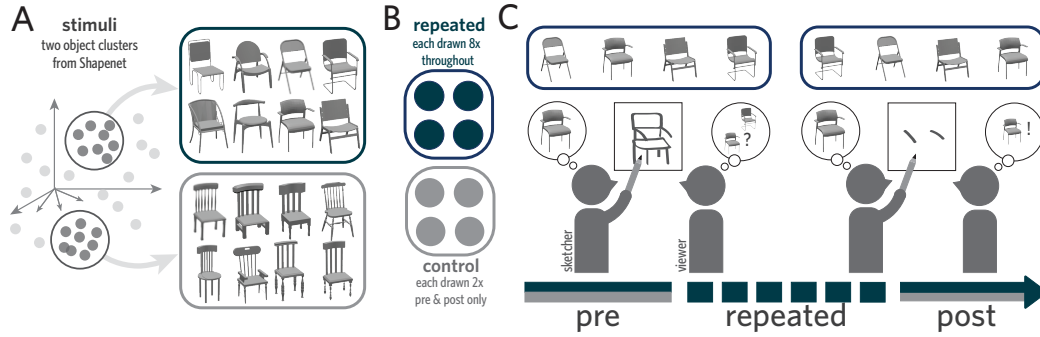 A
stimuli
two object clusters
from Shapenet
B
repeated
each drawn 8x
throughout
control
each drawn 2x
pre & post only
C
?
!
sketcher
viewer
pre
repeated
post